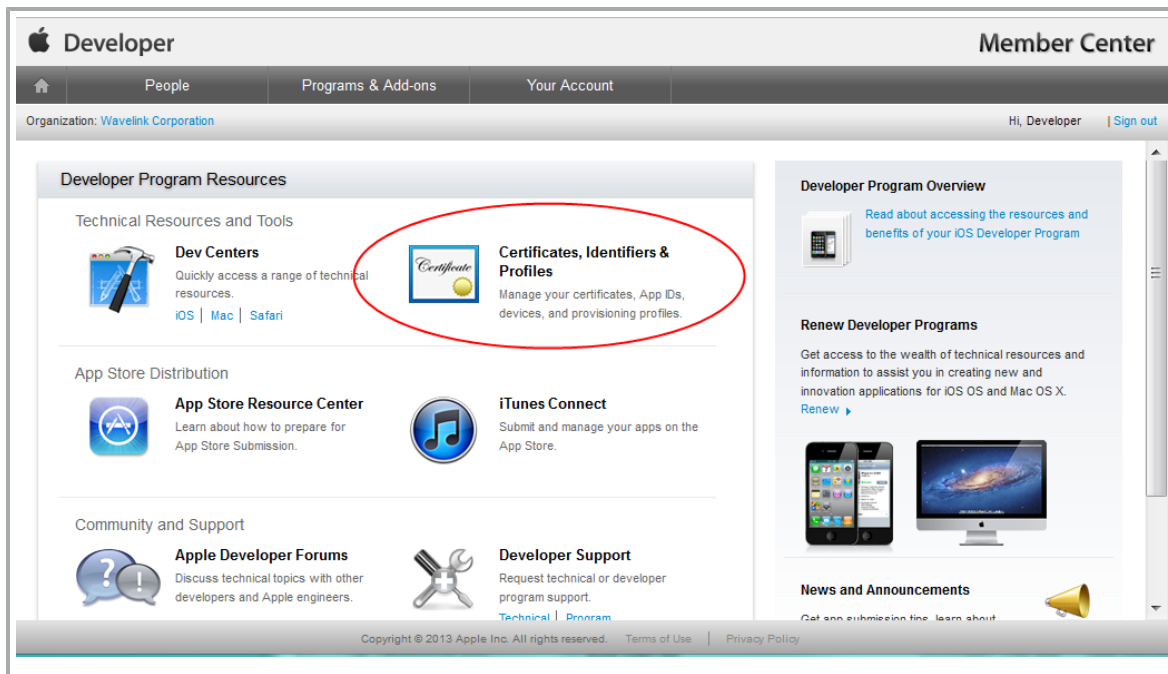 Developer
Member Center
People
Programs & Add-ons
Your Account
Organization: Wavelink Corporation
Hi, Developer | Sign out
Developer Program Resources
Technical Resources and Tools
Dev Centers
Quickly access a range of technical
resources.
iOS | Mac | Safari
Certificate
Certificates, Identifiers &
Profiles
Manage your certificates, App IDs,
devices, and provisioning profiles.
App Store Distribution
App Store Resource Center
Learn about how to prepare for
App Store Submission.
iTunes Connect
Submit and manage your apps on the
App Store.
Community and Support
Apple Developer Forums
Discuss technical topics with other
developers and Apple engineers.
Developer Support
Request technical or developer
program support.
Technical | Program
Developer Program Overview
Read about accessing the resources and
benefits of your iOS Developer Program
Renew Developer Programs
Get access to the wealth of technical resources and
information to assist you in creating new and
innovation applications for iOS OS and Mac OS X.
Renew
News and Announcements
Get app submission tips, learn about
Copyright © 2013 Apple Inc. All rights reserved. Terms of Use | Privacy Policy